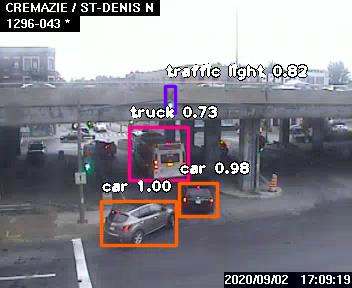 CREMAZIE / ST-DENIS N
1296-043 *
traffic light 0.82
truck 0.73
car 0.98
car 1.00
2020/09/02 17:09:19